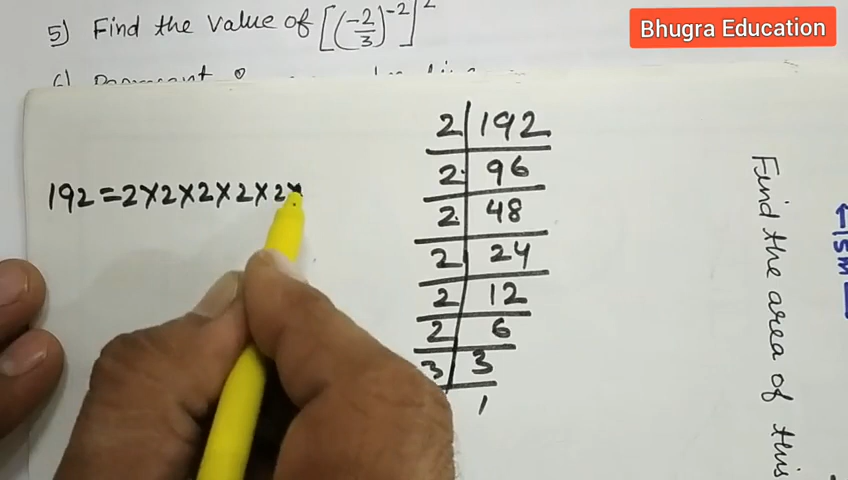 5) Find the value of [(-2/3)^-2]^2
Bhugra Education
192 = 2×2×2×2×2×
2 | 192
2 | 96
2 | 48
2 | 24
2 | 12
2 | 6
3 | 3
1
Find the area of this
15m